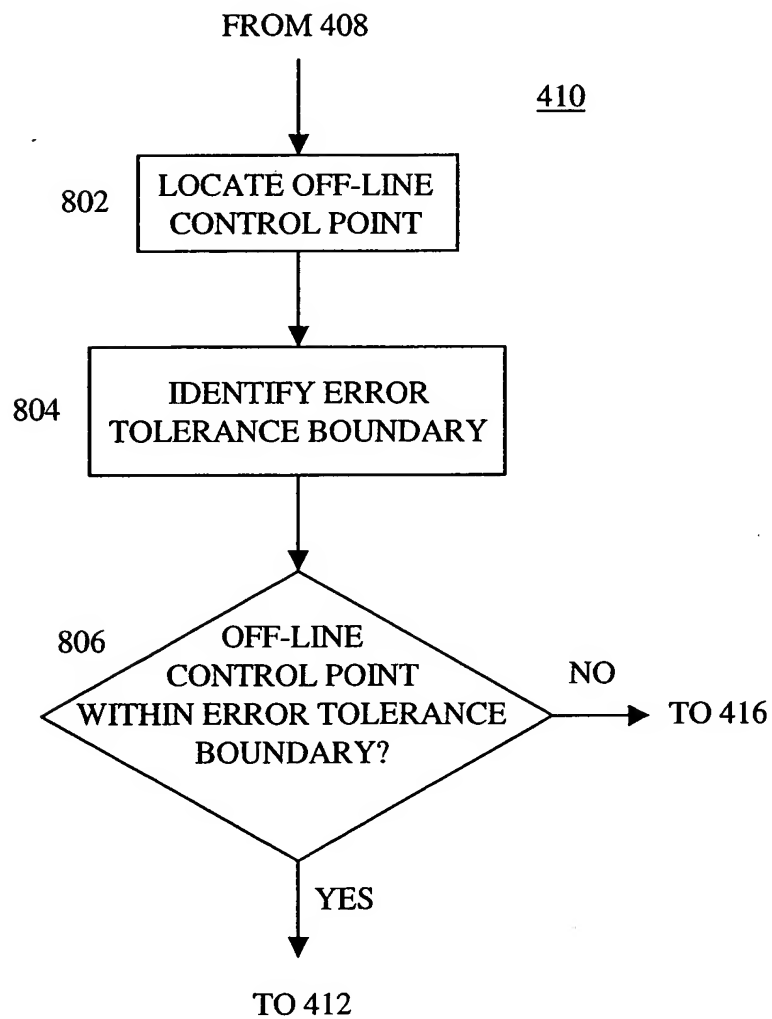 FROM 408
410
802
LOCATE OFF-LINE
CONTROL POINT
804
IDENTIFY ERROR
TOLERANCE BOUNDARY
806
OFF-LINE
CONTROL POINT
WITHIN ERROR TOLERANCE
BOUNDARY?
NO
TO 416
YES
TO 412